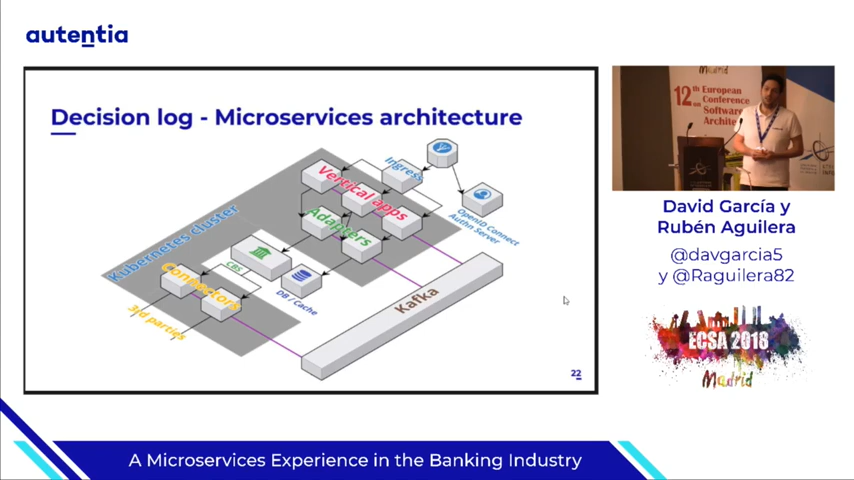 autentia
Decision log - Microservices architecture
Ingress
Vertical apps
OpenID Connect
Authn Server
Adapters
Kubernetes cluster
CBS
DB / Cache
connectors
3rd parties
Kafka
22
Madrid
12th European
Conference
on Software
Archite
David García y
Rubén Aguilera
@davgarcia5
y @Raguilera82
ECSA 2018
Madrid
A Microservices Experience in the Banking Industry